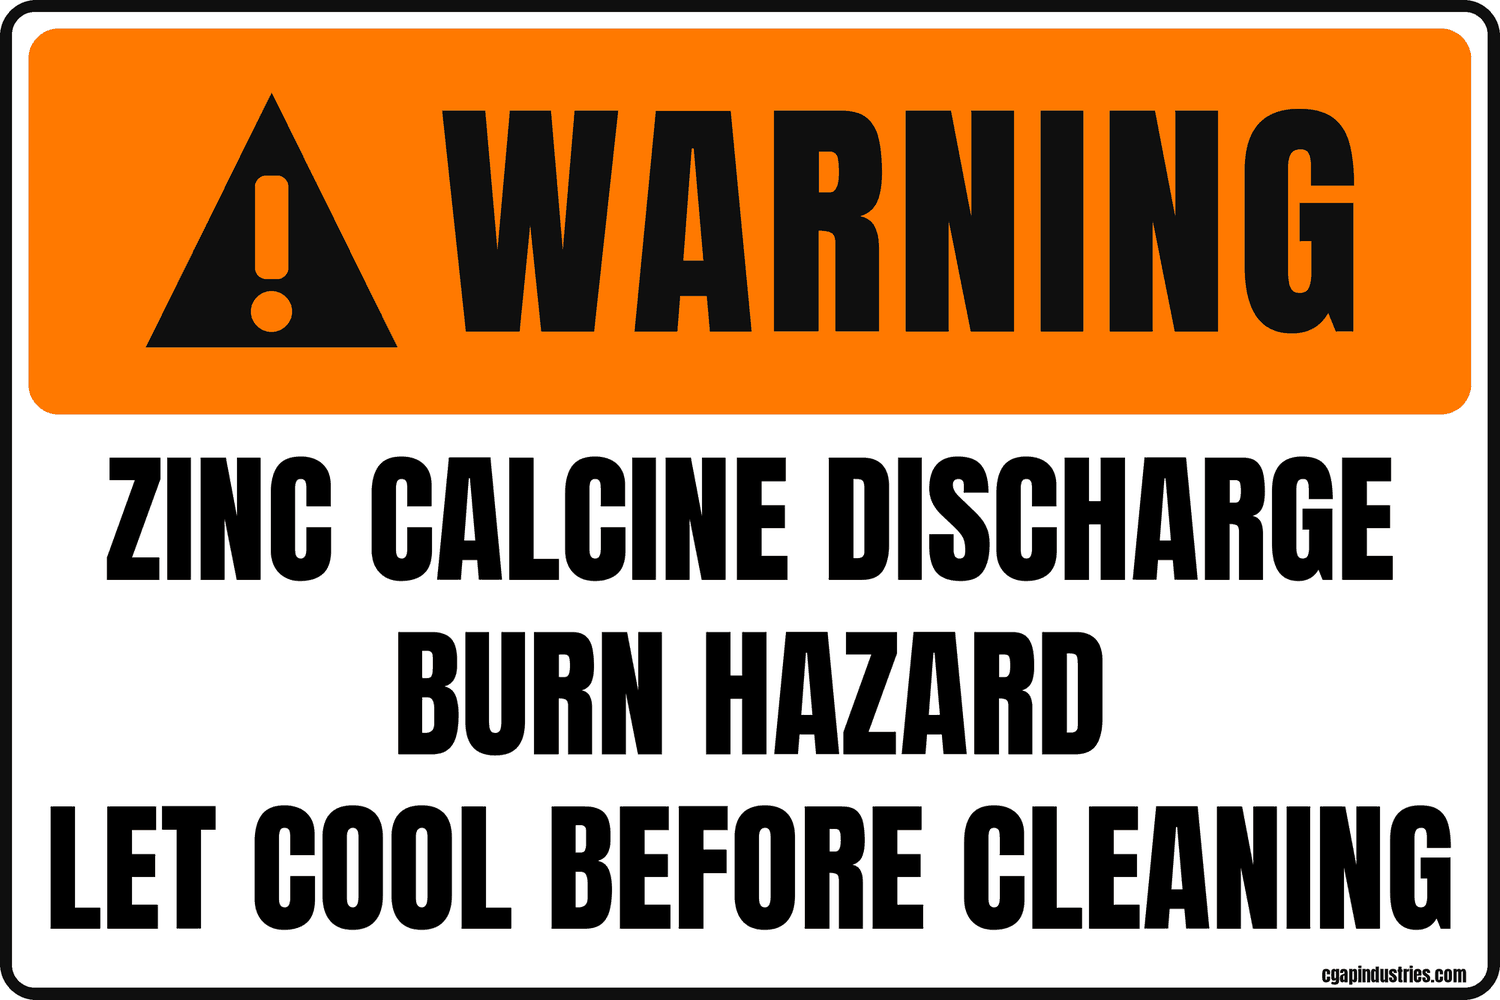 WARNING
ZINC CALCINE DISCHARGE
BURN HAZARD
LET COOL BEFORE CLEANING
cgapindustries.com